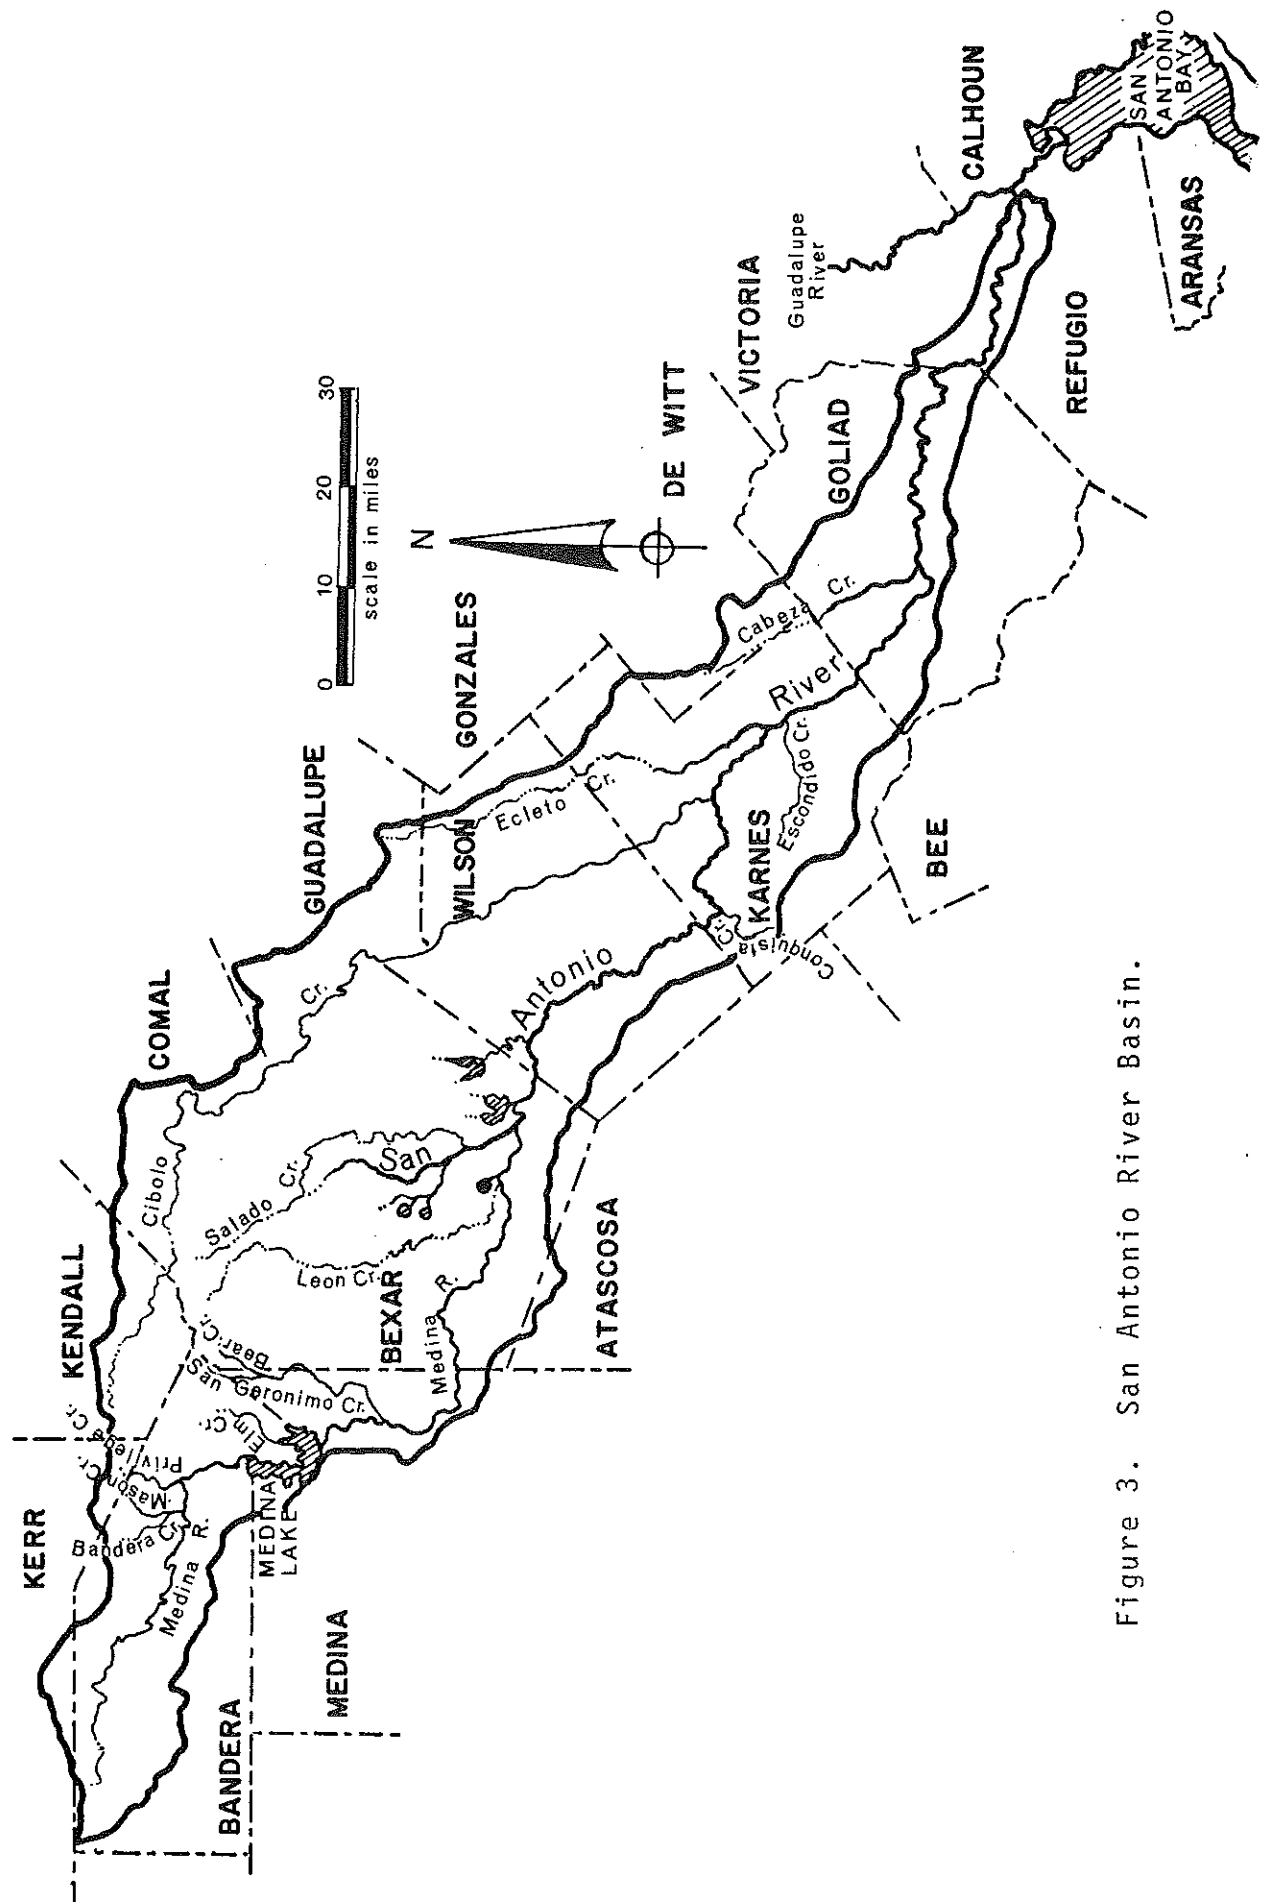 KERR
KENDALL
COMAL
GUADALUPE
GONZALES
0 10 20 30
scale in miles
N
DE WITT
VICTORIA
Guadalupe
River
CALHOUN
SAN
ANTONIO
BAY
ARANSAS
REFUGIO
GOLIAD
Cabeza Cr.
River
Escondido Cr.
KARNES
BEE
Conquista Cr.
Ecleto Cr.
WILSON
Antonio
Cibolo Cr.
San
Salado Cr.
Leon Cr.
BEXAR
Medina R.
ATASCOSA
Bear Cr.
San Geronimo Cr.
Elm Cr.
Privilege Cr.
Mason Cr.
Bandera Cr.
Medina R.
MEDINA
LAKE
MEDINA
BANDERA
Figure 3. San Antonio River Basin.